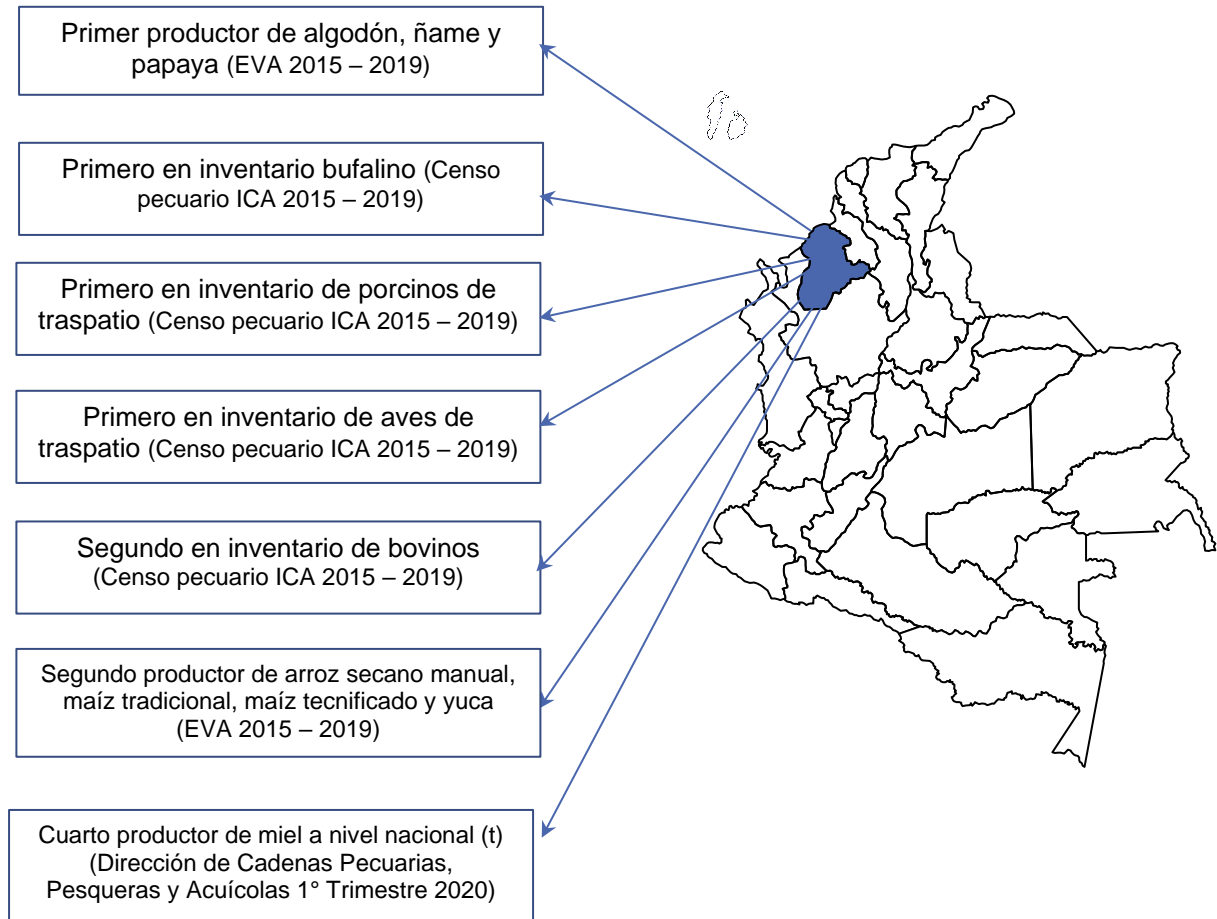 Primer productor de algodón, ñame y
papaya (EVA 2015 – 2019)
Primero en inventario bufalino (Censo
pecuario ICA 2015 – 2019)
Primero en inventario de porcinos de
traspatio (Censo pecuario ICA 2015 – 2019)
Primero en inventario de aves de
traspatio (Censo pecuario ICA 2015 – 2019)
Segundo en inventario de bovinos
(Censo pecuario ICA 2015 – 2019)
Segundo productor de arroz secano manual,
maíz tradicional, maíz tecnificado y yuca
(EVA 2015 – 2019)
Cuarto productor de miel a nivel nacional (t)
(Dirección de Cadenas Pecuarias,
Pesqueras y Acuícolas 1° Trimestre 2020)